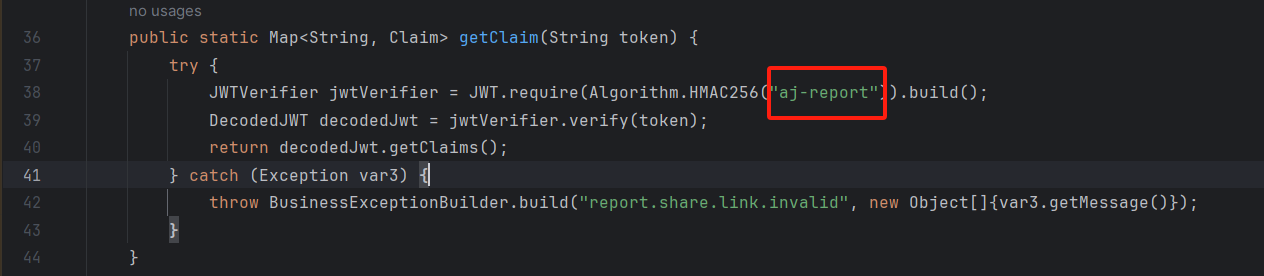 no usages
36 public static Map<String, Claim> getClaim(String token) {
37 try {
38 JWTVerifier jwtVerifier = JWT.require(Algorithm.HMAC256("aj-report")).build();
39 DecodedJWT decodedJwt = jwtVerifier.verify(token);
40 return decodedJwt.getClaims();
41 } catch (Exception var3) {
42 throw BusinessExceptionBuilder.build("report.share.link.invalid", new Object[]{var3.getMessage()});
43 }
44 }